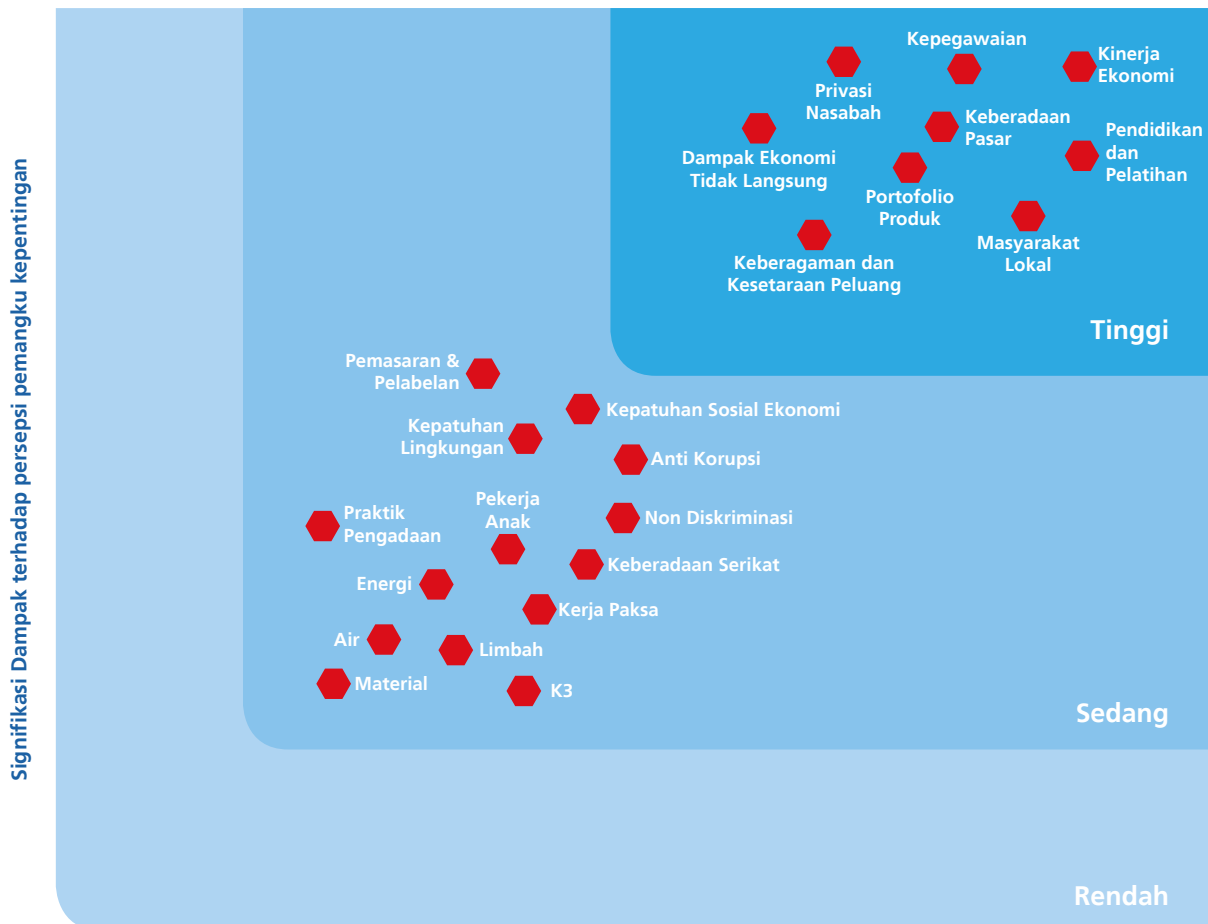 Signifikasi Dampak terhadap persepsi pemangku kepentingan
Kepegawaian
Kinerja
Ekonomi
Privasi
Nasabah
Keberadaan
Pasar
Pendidikan
dan
Pelatihan
Dampak Ekonomi
Tidak Langsung
Portofolio
Produk
Masyarakat
Lokal
Keberagaman dan
Kesetaraan Peluang
Tinggi
Pemasaran &
Pelabelan
Kepatuhan Sosial Ekonomi
Kepatuhan
Lingkungan
Anti Korupsi
Pekerja
Anak
Praktik
Pengadaan
Non Diskriminasi
Keberadaan Serikat
Energi
Kerja Paksa
Air
Limbah
Material
K3
Sedang
Rendah